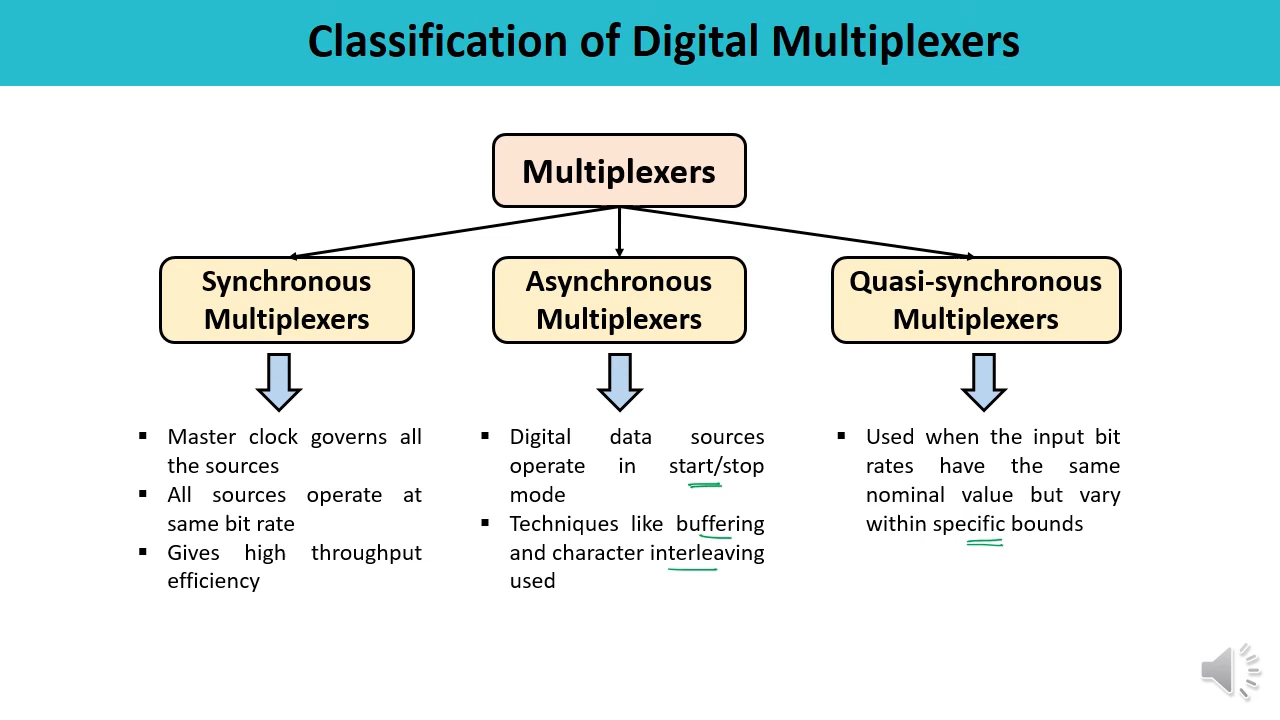 Classification of Digital Multiplexers
Multiplexers
Synchronous
Multiplexers
Asynchronous
Multiplexers
Quasi-synchronous
Multiplexers
▪ Master clock governs all
the sources
▪ All sources operate at
same bit rate
▪ Gives high throughput
efficiency
▪ Digital data sources
operate in start/stop
mode
▪ Techniques like buffering
and character interleaving
used
▪ Used when the input bit
rates have the same
nominal value but vary
within specific bounds